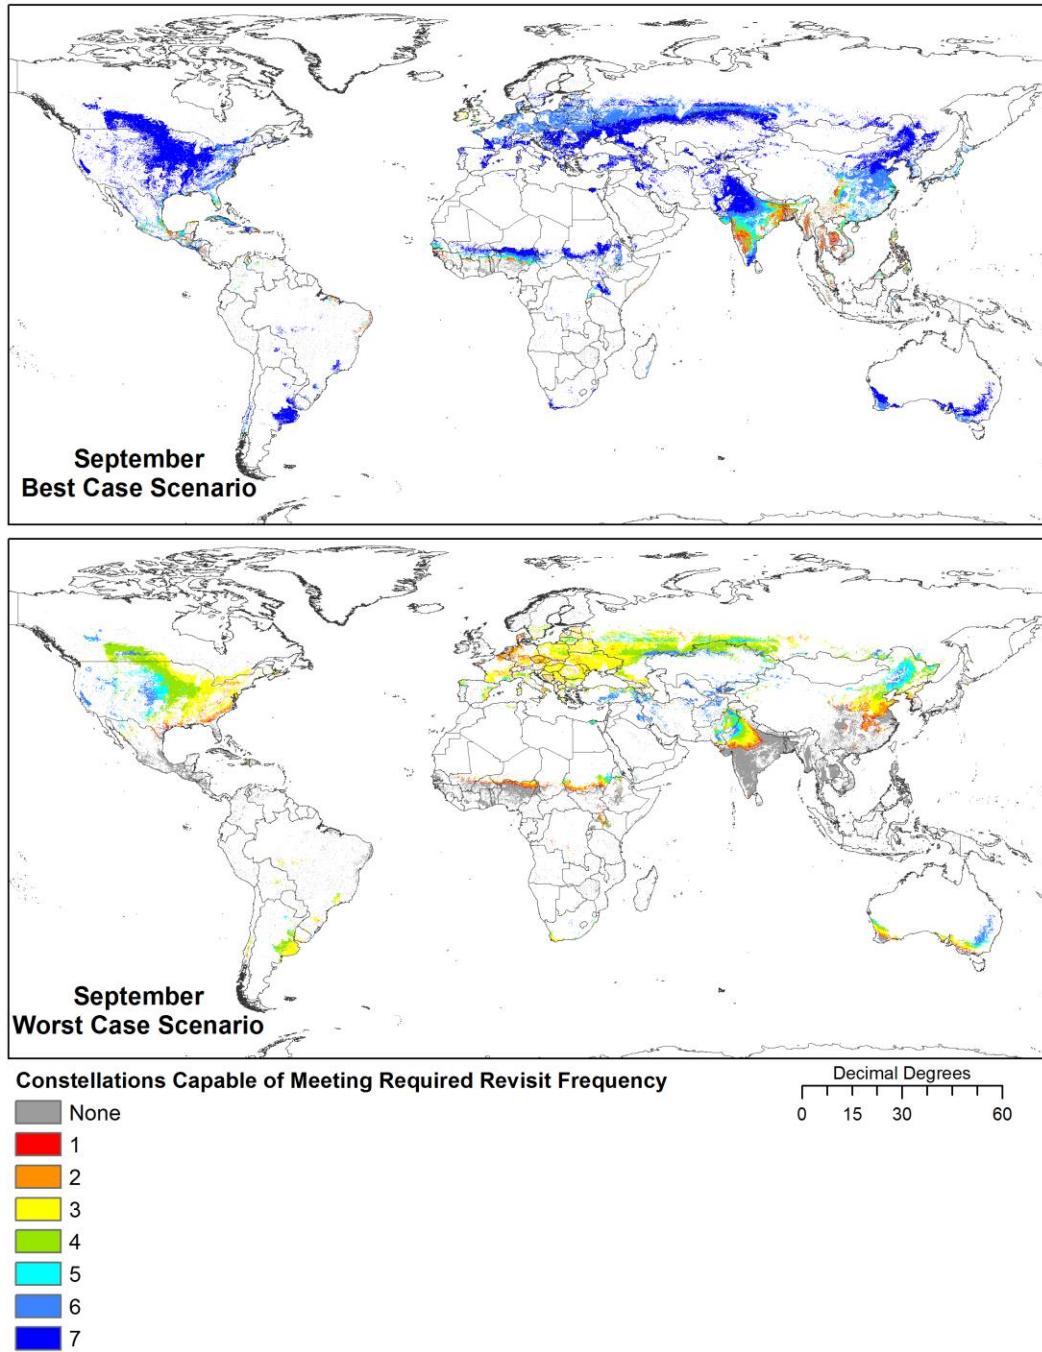 September
Best Case Scenario
September
Worst Case Scenario
Constellations Capable of Meeting Required Revisit Frequency
None
1
2
3
4
5
6
7
Decimal Degrees
0 15 30 60